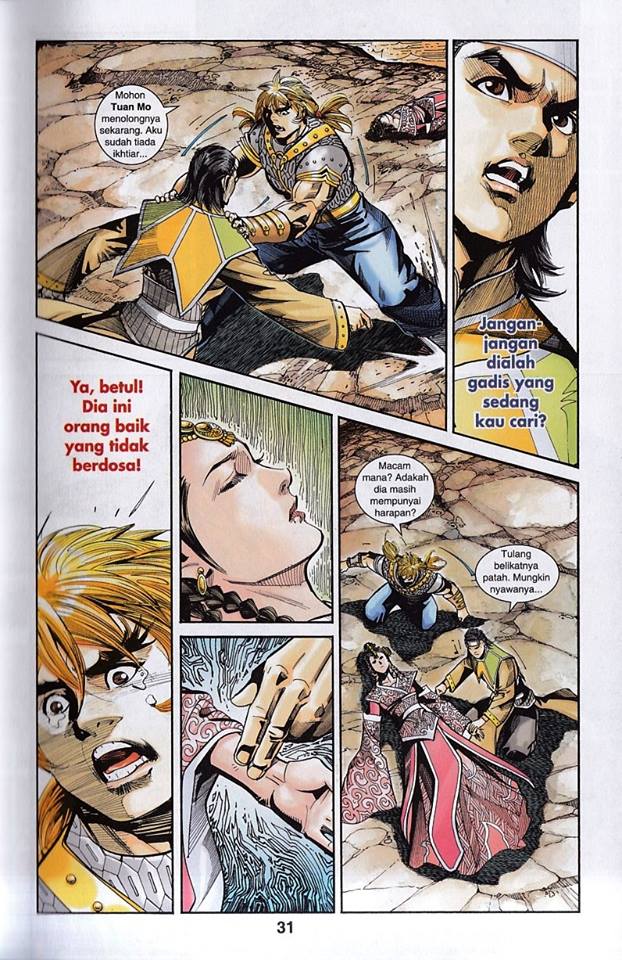 Mohon
Tuan Mo
menolongnya
sekarang. Aku
sudah tiada
ikhtiar...
Jangan-
jangan
dialah
gadis yang
sedang
kau cari?
Ya, betul!
Dia ini
orang baik
yang tidak
berdosa!
Macam
mana? Adakah
dia masih
mempunyai
harapan?
Tulang
belikatnya
patah. Mungkin
nyawanya...
31